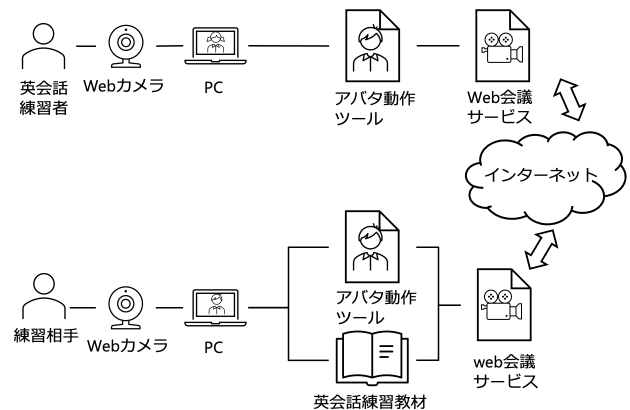 英会話
練習者
Webカメラ
PC
アバタ動作
ツール
Web会議
サービス
インターネット
練習相手
Webカメラ
PC
アバタ動作
ツール
英会話練習教材
web会議
サービス